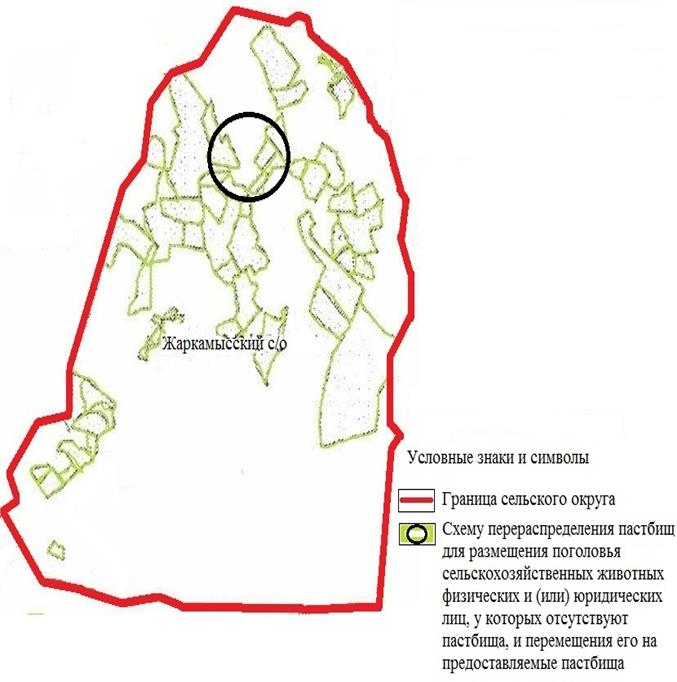 Жаркамысский с/о
Условные знаки и символы
Граница сельского округа
Схему перераспределения пастбищ
для размещения поголовья
сельскохозяйственных животных
физических и (или) юридических
лиц, у которых отсутствуют
пастбища, и перемещения его на
предоставляемые пастбища